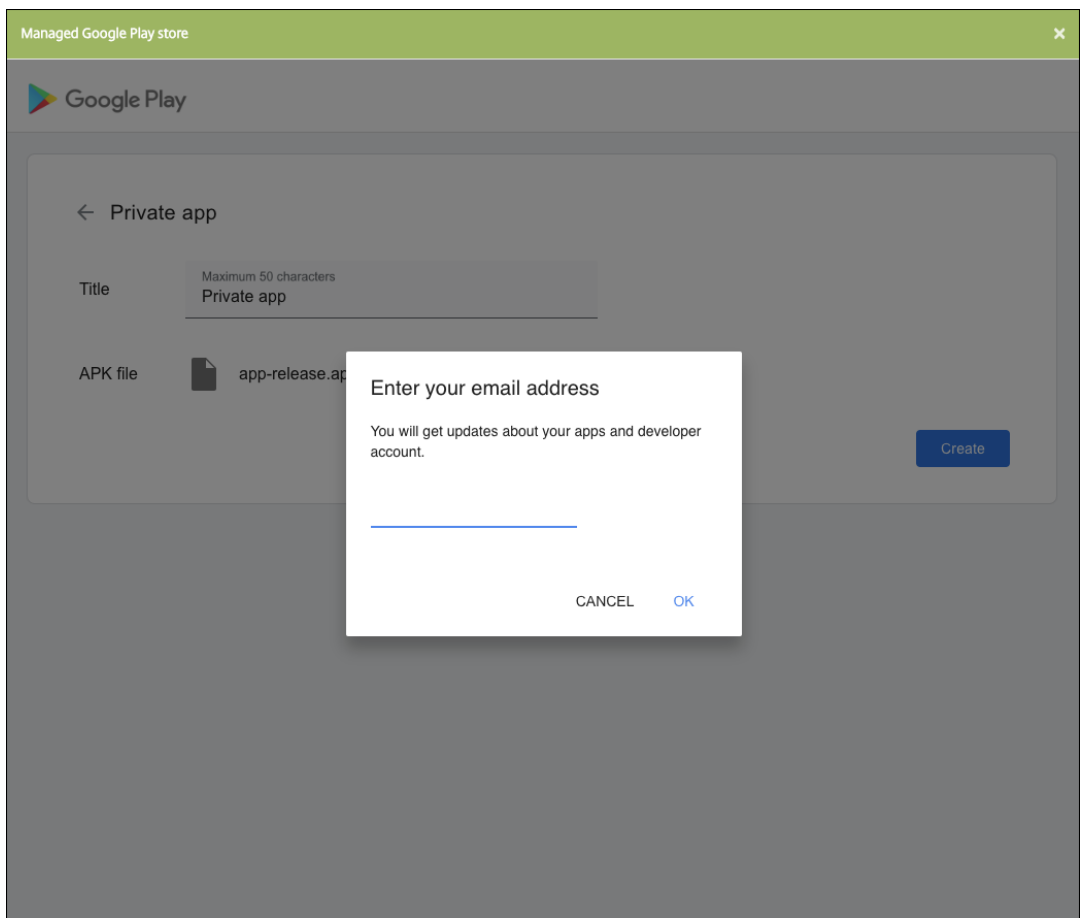 Managed Google Play store
×
Google Play
Private app
Title
Maximum 50 characters
Private app
APK file
app-release.ap
Create
Enter your email address
You will get updates about your apps and developer
account.
CANCEL OK